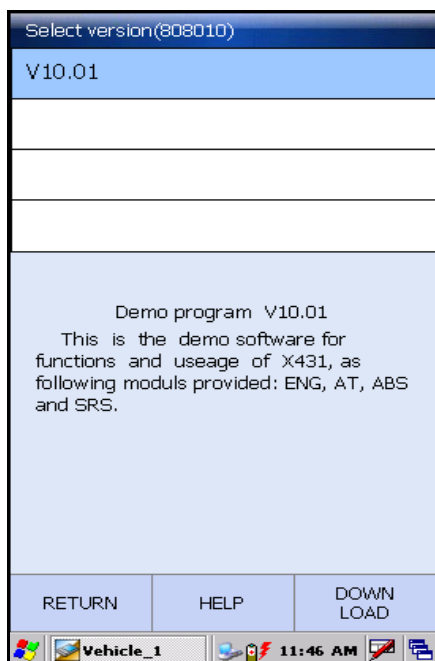 Select version(808010)
V10.01
Demo program V10.01
This is the demo software for
functions and useage of X431, as
following moduls provided: ENG, AT, ABS
and SRS.
RETURN
HELP
DOWN
LOAD
Vehicle_1
11:46 AM